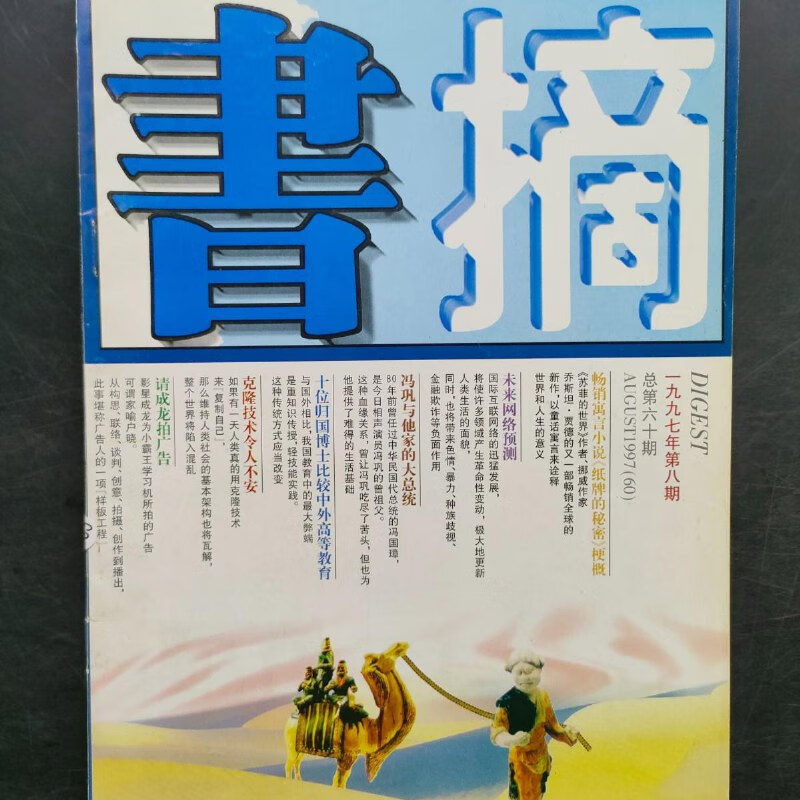 書摘
DIGEST
一九九七年第八期
总第六十期
AUGUST1997(60)
畅销寓言小说《纸牌的秘密》梗概
《苏菲的世界》作者、挪威作家
乔斯坦·贾德的又一部畅销全球的
新作，以童话寓言来诠释
世界和人生的意义
未来网络预测
国际互联网络的迅猛发展，
将使许多领域产生革命性变动，极大地更新
人类生活的面貌，
同时，也将带来色情、暴力、种族歧视、
金融欺诈等负面作用
冯巩与他家的大总统
80年前曾任过中华民国代总统的冯国璋，
是今日相声演员冯巩的曾祖父。
这种血缘关系，曾让冯巩吃尽了苦头，但也为
他提供了难得的生活基础
十位归国博士比较中外高等教育
与国外相比，我国教育中的最大弊端
是重知识传授，轻技能实践。
这种传统方式应当改变
克隆技术令人不安
如果有一天人类真的用克隆技术
来“复制自己”，
那么维持人类社会的基本架构也将瓦解，
整个世界将陷入混乱
请成龙拍广告
影星成龙为小霸王学习机所拍的广告
可谓家喻户晓。
从构思、联络、谈判、创意、拍摄、创作到播出，
此事堪称广告人的一项“样板工程”